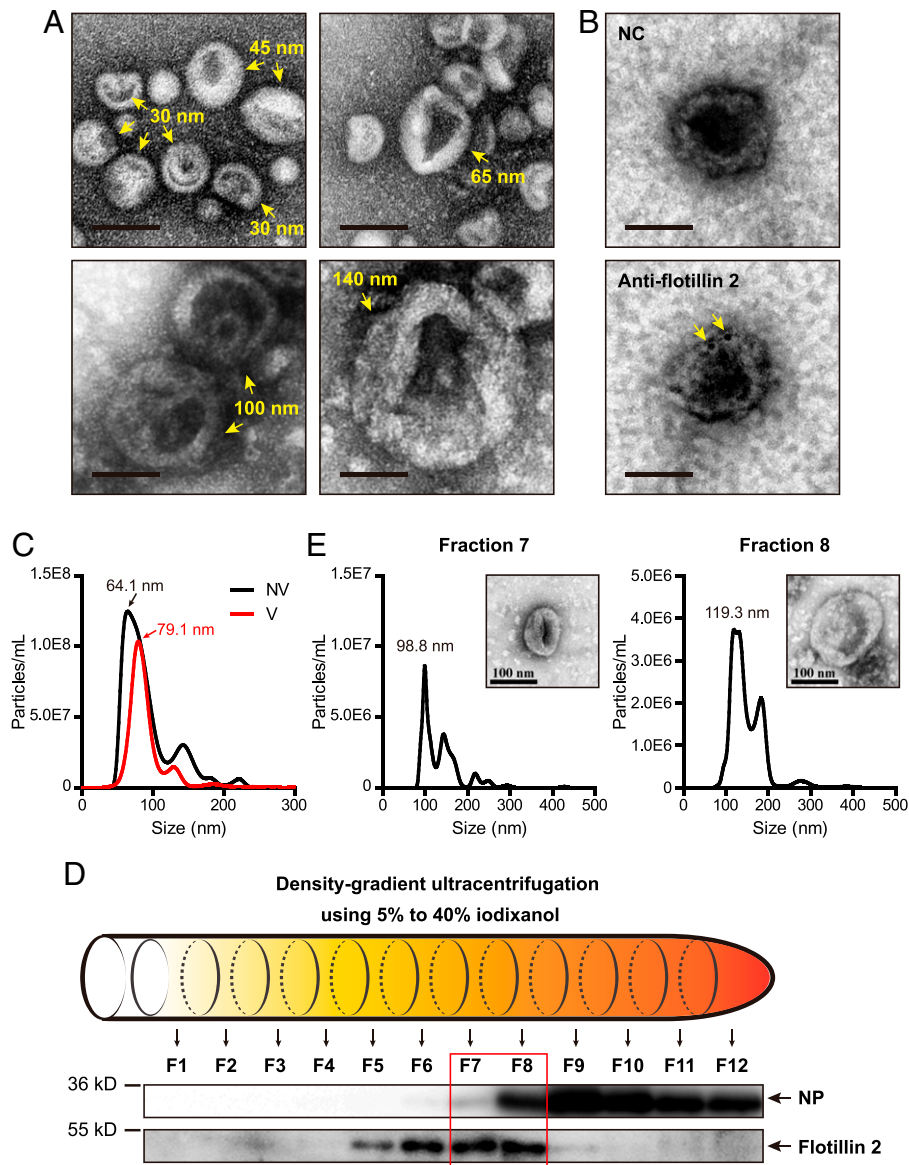 A
45 nm
30 nm
30 nm
65 nm
100 nm
140 nm
B
NC
Anti-flotillin 2
C
1.5E8
1.0E8
5.0E7
0
Particles/mL
64.1 nm
79.1 nm
NV
V
0
100
200
300
Size (nm)
E
Fraction 7
1.5E7
1.0E7
5.0E6
0
Particles/mL
98.8 nm
100 nm
0
100
200
300
400
500
Size (nm)
Fraction 8
5.0E6
4.0E6
3.0E6
2.0E6
1.0E6
0
Particles/mL
119.3 nm
100 nm
0
100
200
300
400
500
Size (nm)
D
Density-gradient ultracentrifugation
using 5% to 40% iodixanol
F1 F2 F3 F4 F5 F6 F7 F8 F9 F10 F11 F12
36 kD
NP
55 kD
Flotillin 2